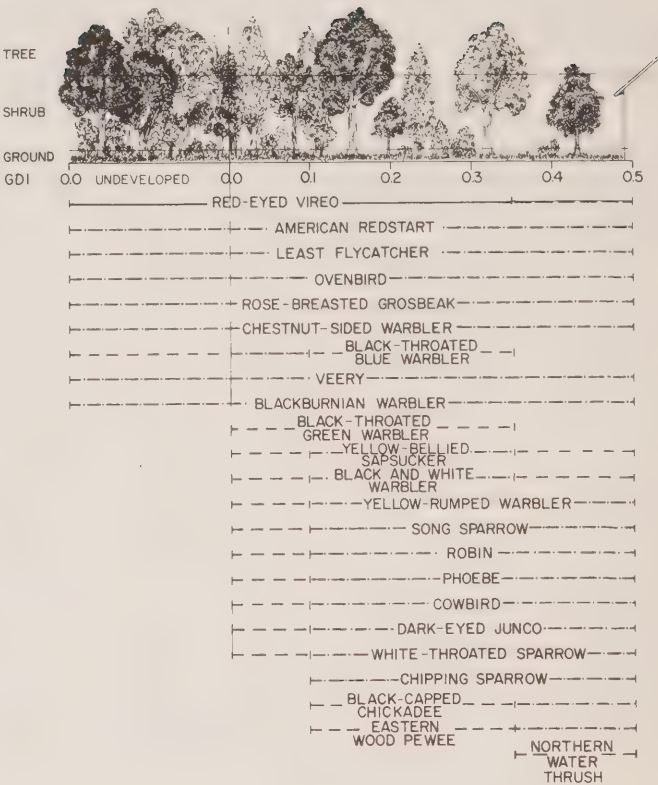 TREE
SHRUB
GROUND
GDI 0.0 UNDEVELOPED 0.0 0.1 0.2 0.3 0.4 0.5
RED-EYED VIREO
AMERICAN REDSTART
LEAST FLYCATCHER
OVENBIRD
ROSE-BREASTED GROSBEAK
CHESTNUT-SIDED WARBLER
BLACK-THROATED
BLUE WARBLER
VEERY
BLACKBURNIAN WARBLER
BLACK-THROATED
GREEN WARBLER
YELLOW-BELLIED
SAPSUCKER
BLACK AND WHITE
WARBLER
YELLOW-RUMPED WARBLER
SONG SPARROW
ROBIN
PHOEBE
COWBIRD
DARK-EYED JUNCO
WHITE-THROATED SPARROW
CHIPPING SPARROW
BLACK-CAPPED
CHICKADEE
EASTERN
WOOD PEWEE
NORTHERN
WATER
THRUSH